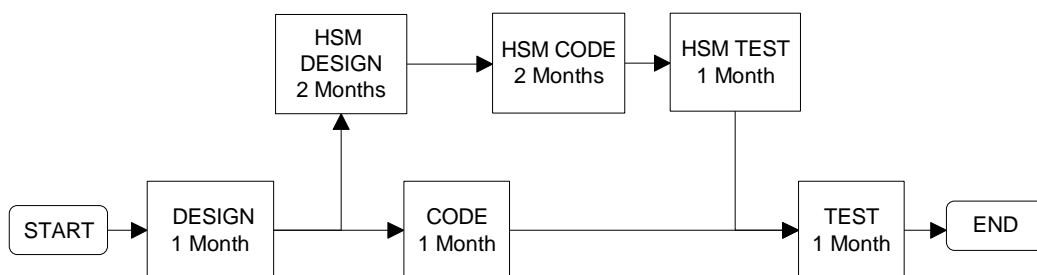 HSM
DESIGN
2 Months
HSM CODE
2 Months
HSM TEST
1 Month
START
DESIGN
1 Month
CODE
1 Month
TEST
1 Month
END